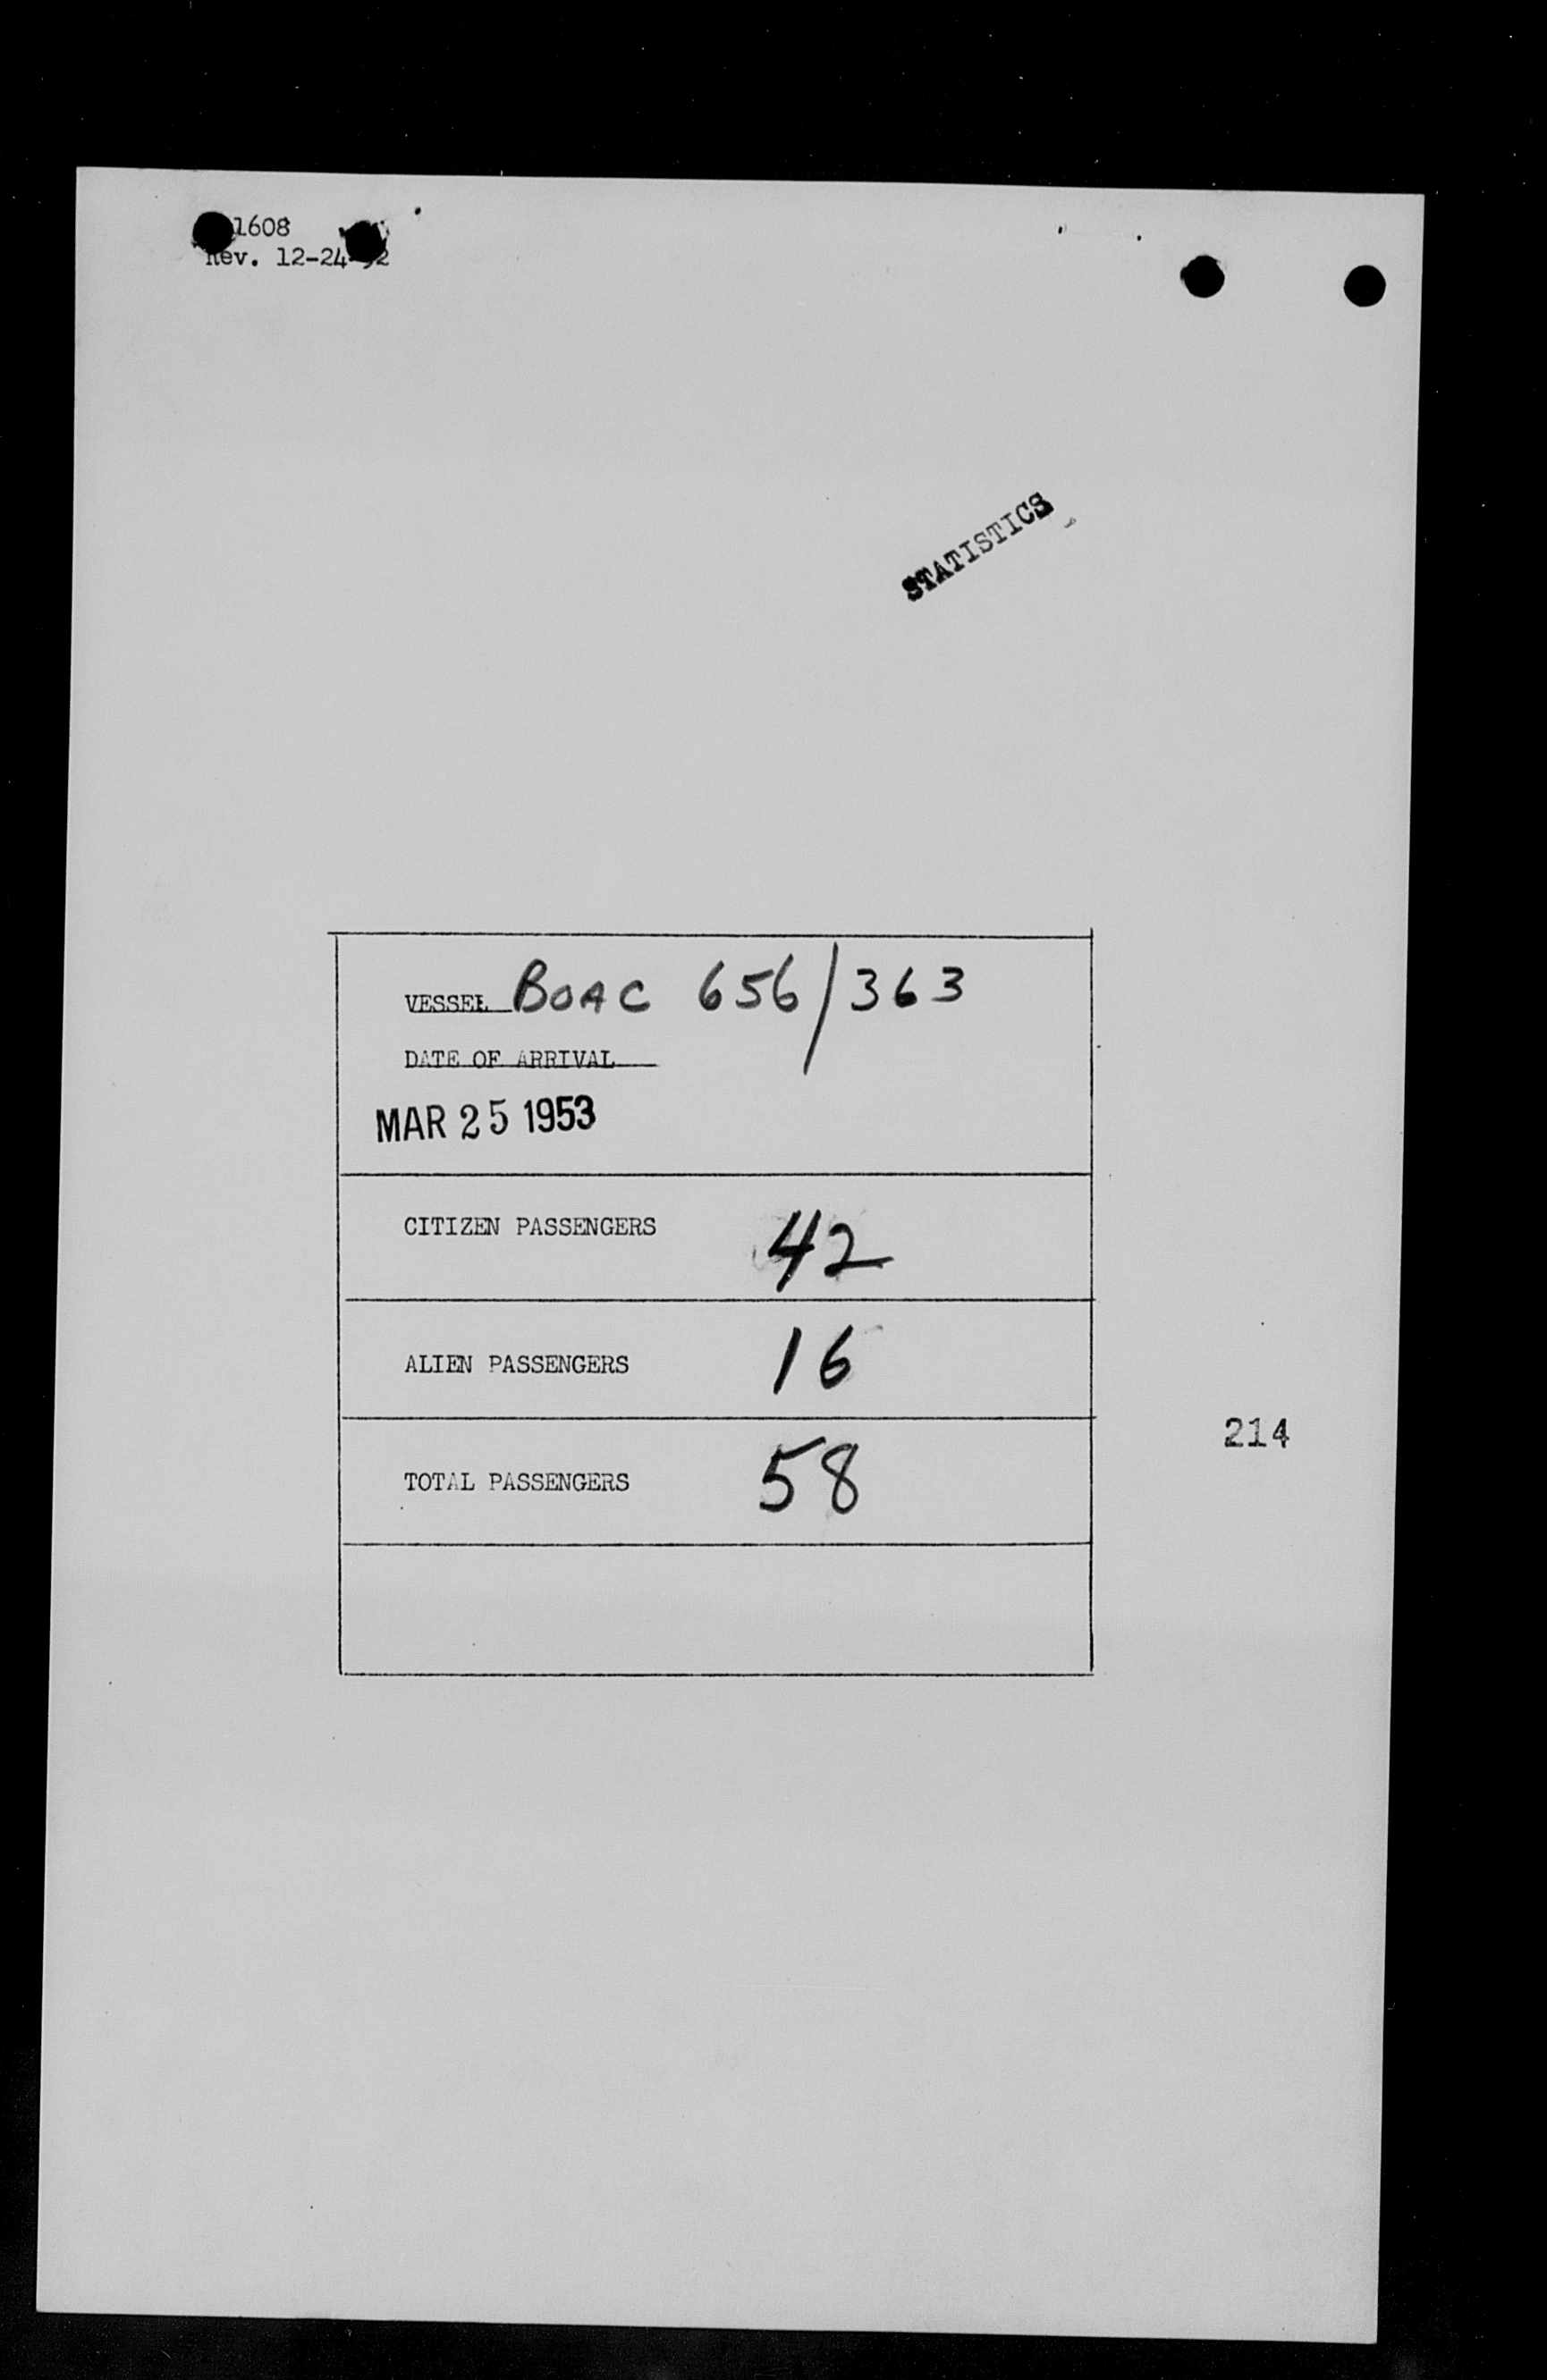 1608
Rev. 12-24-52
STATISTICS
VESSEL BOAC 656/363
DATE OF ARRIVAL
MAR 25 1953
CITIZEN PASSENGERS 42
ALIEN PASSENGERS 16
214
TOTAL PASSENGERS 58